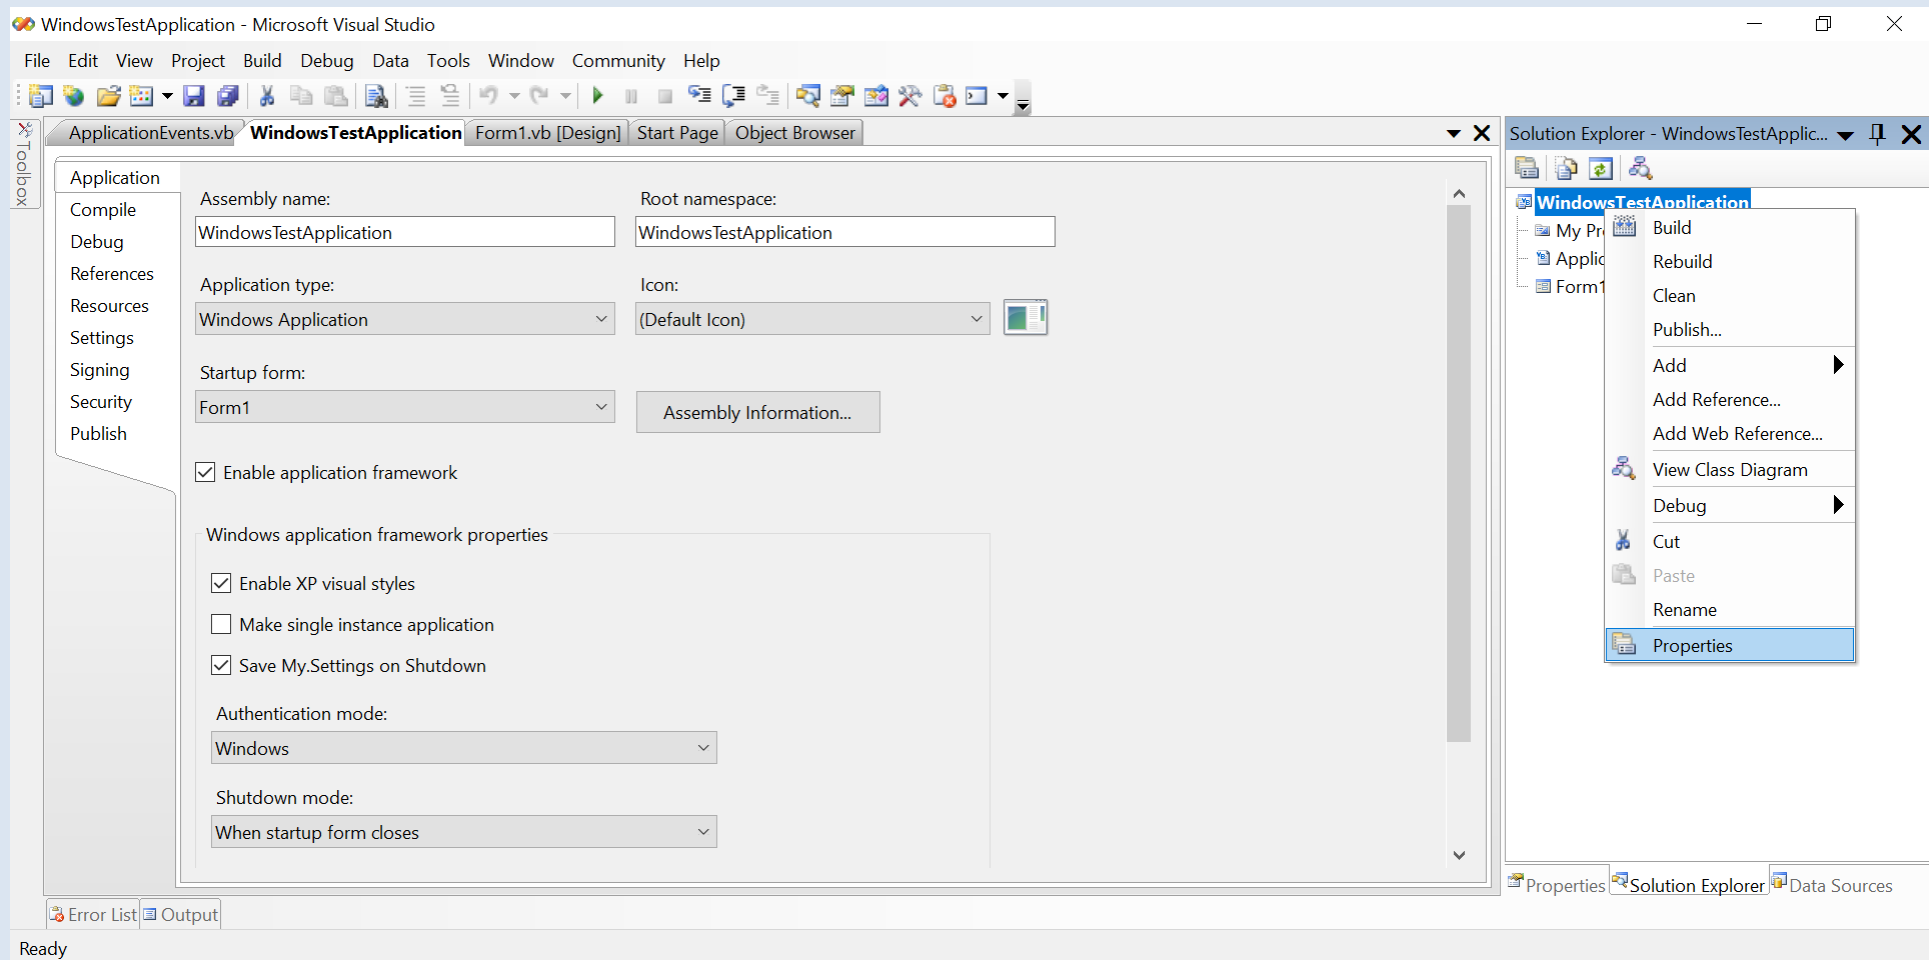 WindowsTestApplication - Microsoft Visual Studio
File Edit View Project Build Debug Data Tools Window Community Help
Toolbox
ApplicationEvents.vb WindowsTestApplication Form1.vb [Design] Start Page Object Browser
Application
Compile
Debug
References
Resources
Settings
Signing
Security
Publish
Assembly name: Root namespace:
WindowsTestApplication WindowsTestApplication
Application type: Icon:
Windows Application (Default Icon)
Startup form:
Form1 Assembly Information...
Enable application framework
Windows application framework properties
Enable XP visual styles
Make single instance application
Save My.Settings on Shutdown
Authentication mode:
Windows
Shutdown mode:
When startup form closes
Solution Explorer - WindowsTestApplic...
WindowsTestApplication
My Pr
Applic
Form1
Build
Rebuild
Clean
Publish...
Add
Add Reference...
Add Web Reference...
View Class Diagram
Debug
Cut
Paste
Rename
Properties
Properties Solution Explorer Data Sources
Error List Output
Ready